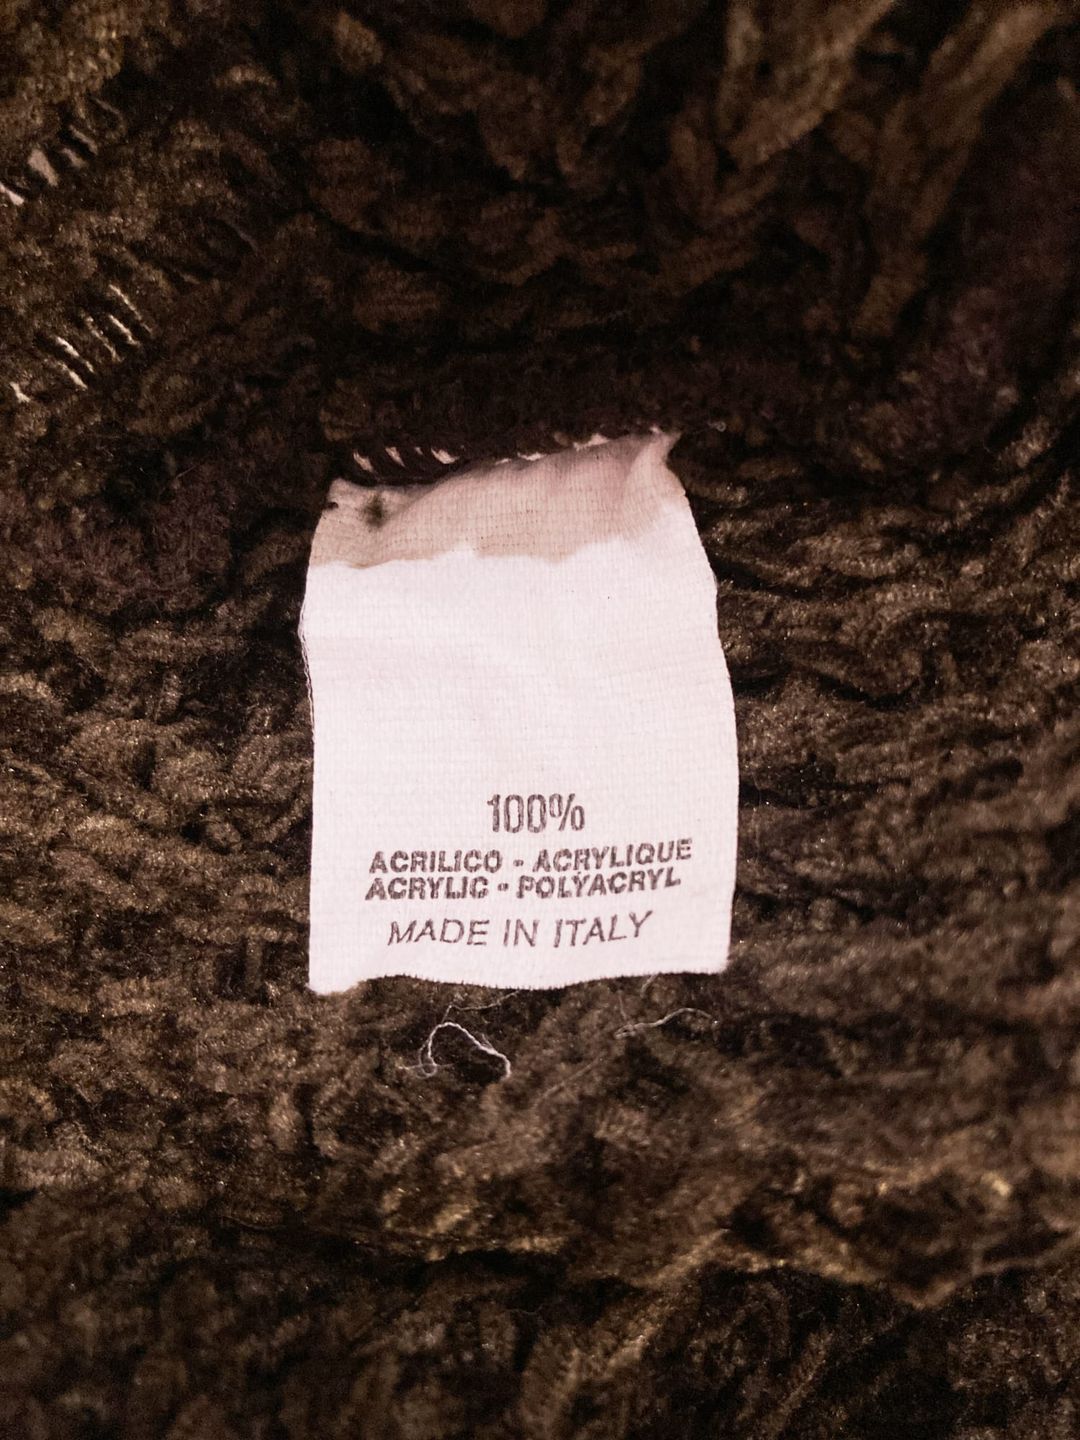 100%
ACRILICO - ACRYLIQUE
ACRYLIC - POLYACRYL
MADE IN ITALY